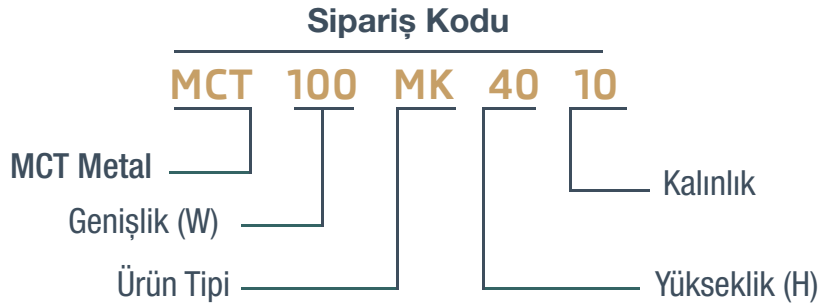 Sipariş Kodu
MCT 100 MK 40 10
MCT Metal
Kalınlık
Genişlik (W)
Ürün Tipi
Yükseklik (H)